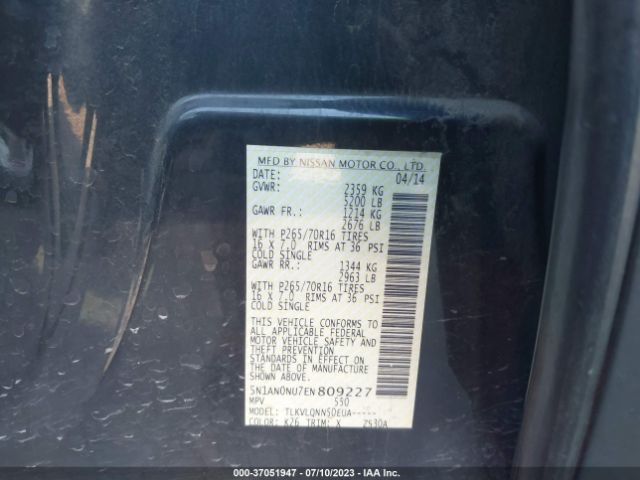 MFD BY NISSAN MOTOR CO., LTD.
DATE: 04/14
GVWR: 2359 KG
5200 LB
GAWR FR.: 1214 KG
2676 LB
WITH P265/70R16 TIRES
16 X 7.0 RIMS AT 36 PSI
COLD SINGLE
GAWR RR.: 1344 KG
2963 LB
WITH P265/70R16 TIRES
16 X 7.0 RIMS AT 36 PSI
COLD SINGLE
THIS VEHICLE CONFORMS TO
ALL APPLICABLE FEDERAL
MOTOR VEHICLE SAFETY AND
THEFT PREVENTION
STANDARDS IN EFFECT ON
THE DATE OF MANUFACTURE
SHOWN ABOVE.
5N1AN0NU7EN809227
MPV 550
MODEL: TLKVLQNN50EUA-----
COLOR: K26 TRIM: X 2530A
000-37051947 / 07/10/2023 - IAA Inc.